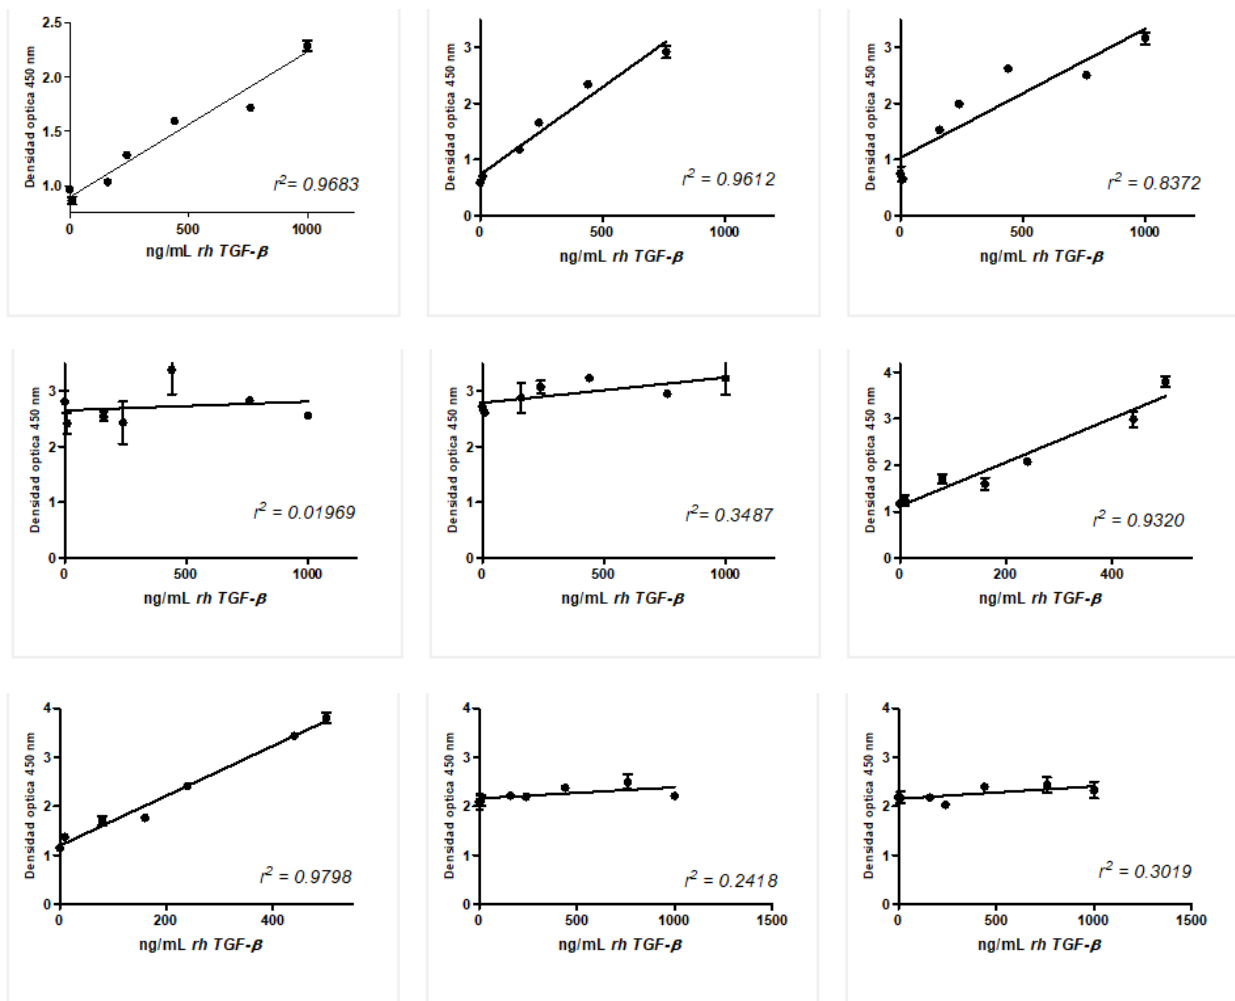 2.5
2.0
1.5
1.0
Densidad optica 450 nm
r² = 0.9683
0 500 1000
ng/mL rh TGF-β
3
2
1
0
Densidad optica 450 nm
r² = 0.9612
0 500 1000
ng/mL rh TGF-β
3
2
1
0
Densidad optica 450 nm
r² = 0.8372
0 500 1000
ng/mL rh TGF-β
3
2
1
0
Densidad optica 450 nm
r² = 0.01969
0 500 1000
ng/mL rh TGF-β
3
2
1
0
Densidad optica 450 nm
r² = 0.3487
0 500 1000
ng/mL rh TGF-β
4
3
2
1
0
Densidad optica 450 nm
r² = 0.9320
0 200 400
ng/mL rh TGF-β
4
3
2
1
0
Densidad optica 450 nm
r² = 0.9798
0 200 400
ng/mL rh TGF-β
4
3
2
1
0
Densidad optica 450 nm
r² = 0.2418
0 500 1000 1500
ng/mL rh TGF-β
4
3
2
1
0
Densidad optica 450 nm
r² = 0.3019
0 500 1000 1500
ng/mL rh TGF-β